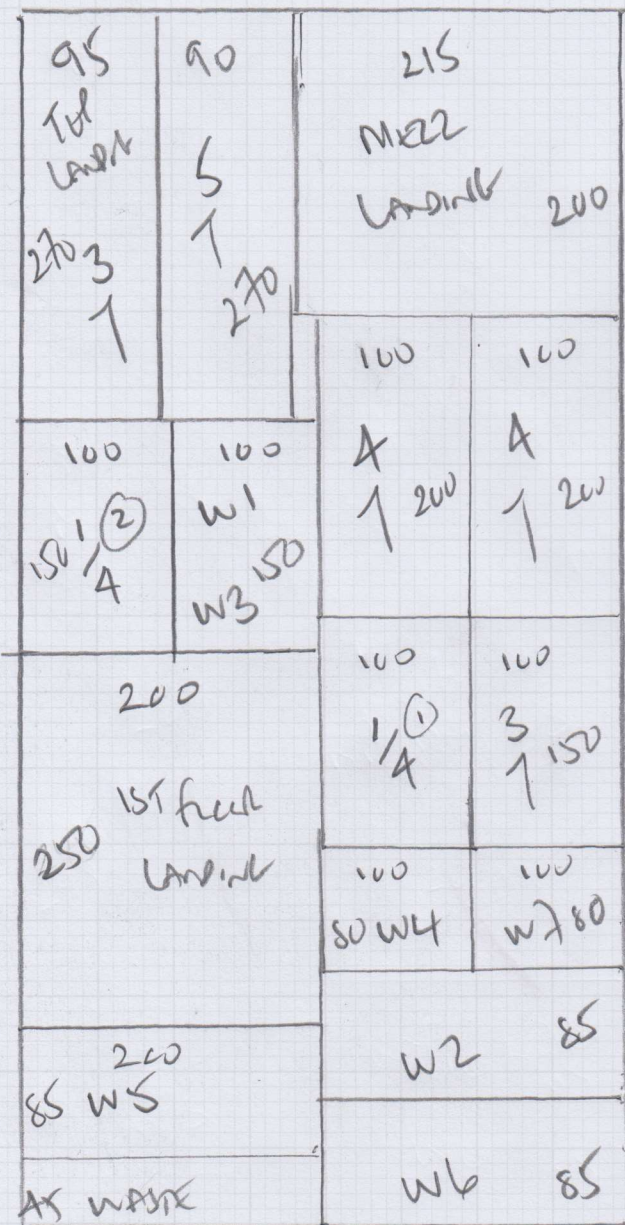 95
TOP
LANDIN
270 3
1
90
5
1
270
215
MEZZ
LANDING 200
100
4
1 200
100
4
1 200
100
150 1/4 ②
100
W1
150
W3
200
1ST FLOOR
250 LANDING
100
1/4 ①
100
3
1 150
100
80 W4
100
W7 80
200
85 W5
W2 85
AS WASTE
W6 85